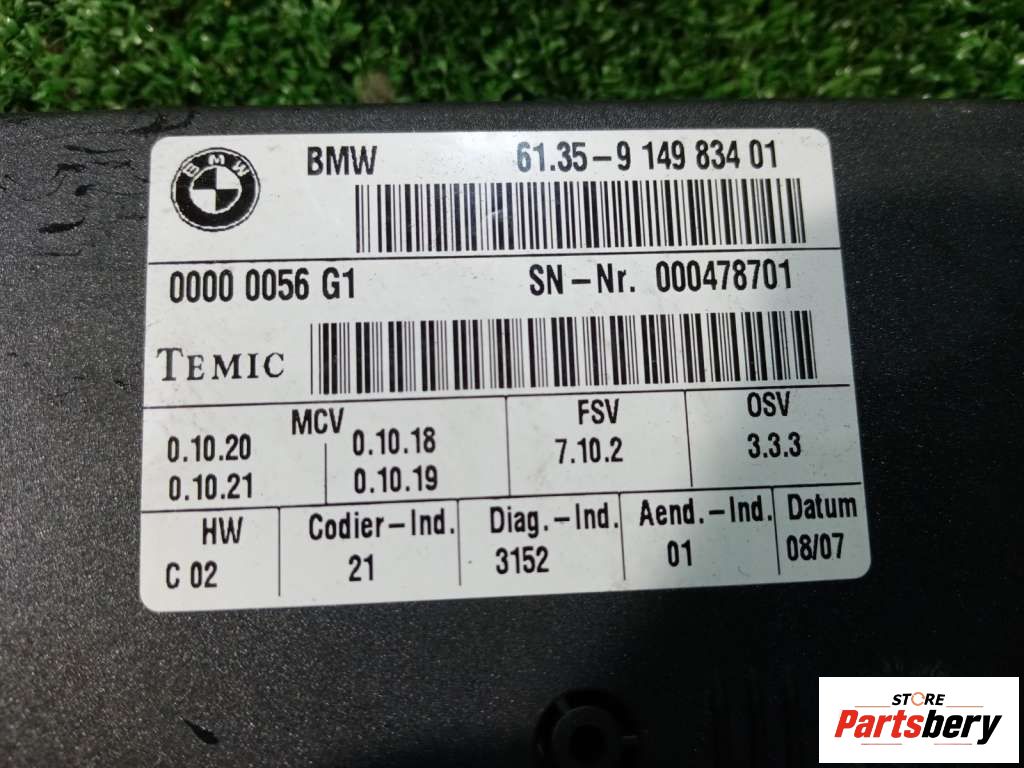 BMW
BMW 61.35-9 149 834 01
0000 0056 G1 SN-Nr. 000478701
TEMIC
MCV FSV OSV
0.10.20 0.10.18 7.10.2 3.3.3
0.10.21 0.10.19
HW Codier-Ind. Diag.-Ind. Aend.-Ind. Datum
C 02 21 3152 01 08/07
STORE
Partsbery